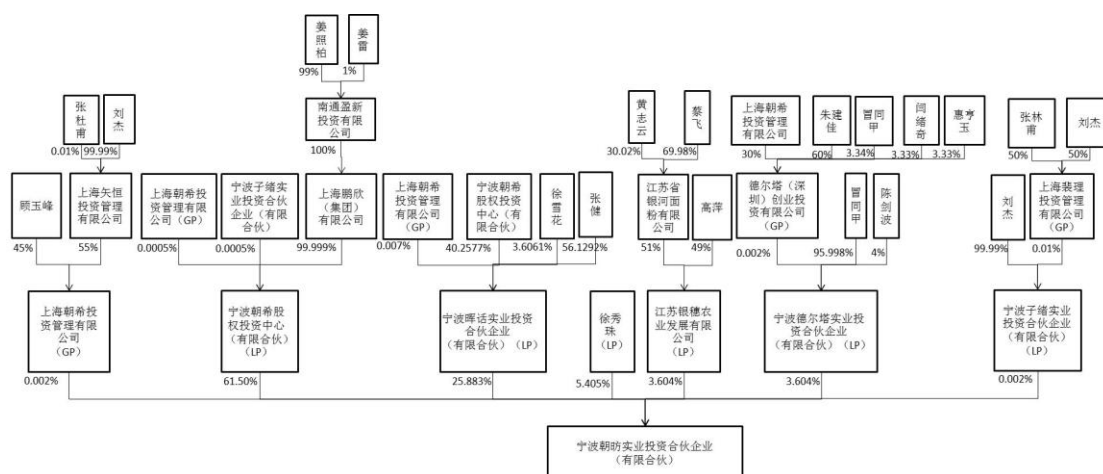 姜
照
柏
姜
雷
99%
1%
南通盈新
投资有限
公司
100%
张
杜
甫
刘
杰
0.01%
99.99%
黄
志
云
蔡
飞
30.02%
69.98%
上海朝希
投资管理
有限公司
朱
建
佳
冒
同
甲
闫
绪
奇
惠
亨
玉
30%
60%
3.34%
3.33%
3.33%
张
林
甫
刘杰
50%
50%
顾玉峰
上海矢恒
投资管理
有限公司
上海朝希投
资管理有限
公司（GP）
宁波子绪实
业投资合伙
企业（有限
合伙）
上海鹏欣
（集团）有
限公司
上海朝希
投资管理
有限公司
（GP）
宁波朝希
股权投资
中心（有
限合伙）
徐
雪
花
张
健
江苏省
银河面
粉有限
公司
高萍
德尔塔（深
圳）创业投
资有限公司
（GP）
冒
同
甲
陈
剑
波
刘
杰
上海裴理
投资管理
有限公司
（GP）
45%
55%
0.0005%
0.0005%
99.999%
0.007%
40.2577%
3.6061%
56.1292%
51%
49%
0.002%
95.998%
4%
99.99%
0.01%
上海朝希投
资管理有限
公司
（GP）
宁波朝希股
权投资中心
（有限合伙）
（LP）
宁波晖话实业投资
合伙企业
（有限合伙）（LP）
徐秀
珠
（LP）
江苏银穗农
业发展有限
公司
（LP）
宁波德尔塔实业投
资合伙企业
（有限合伙）（LP）
宁波子绪实业
投资合伙企业
（有限合伙）
（LP）
0.002%
61.50%
25.883%
5.405%
3.604%
3.604%
0.002%
宁波朝昉实业投资合伙企业
（有限合伙）